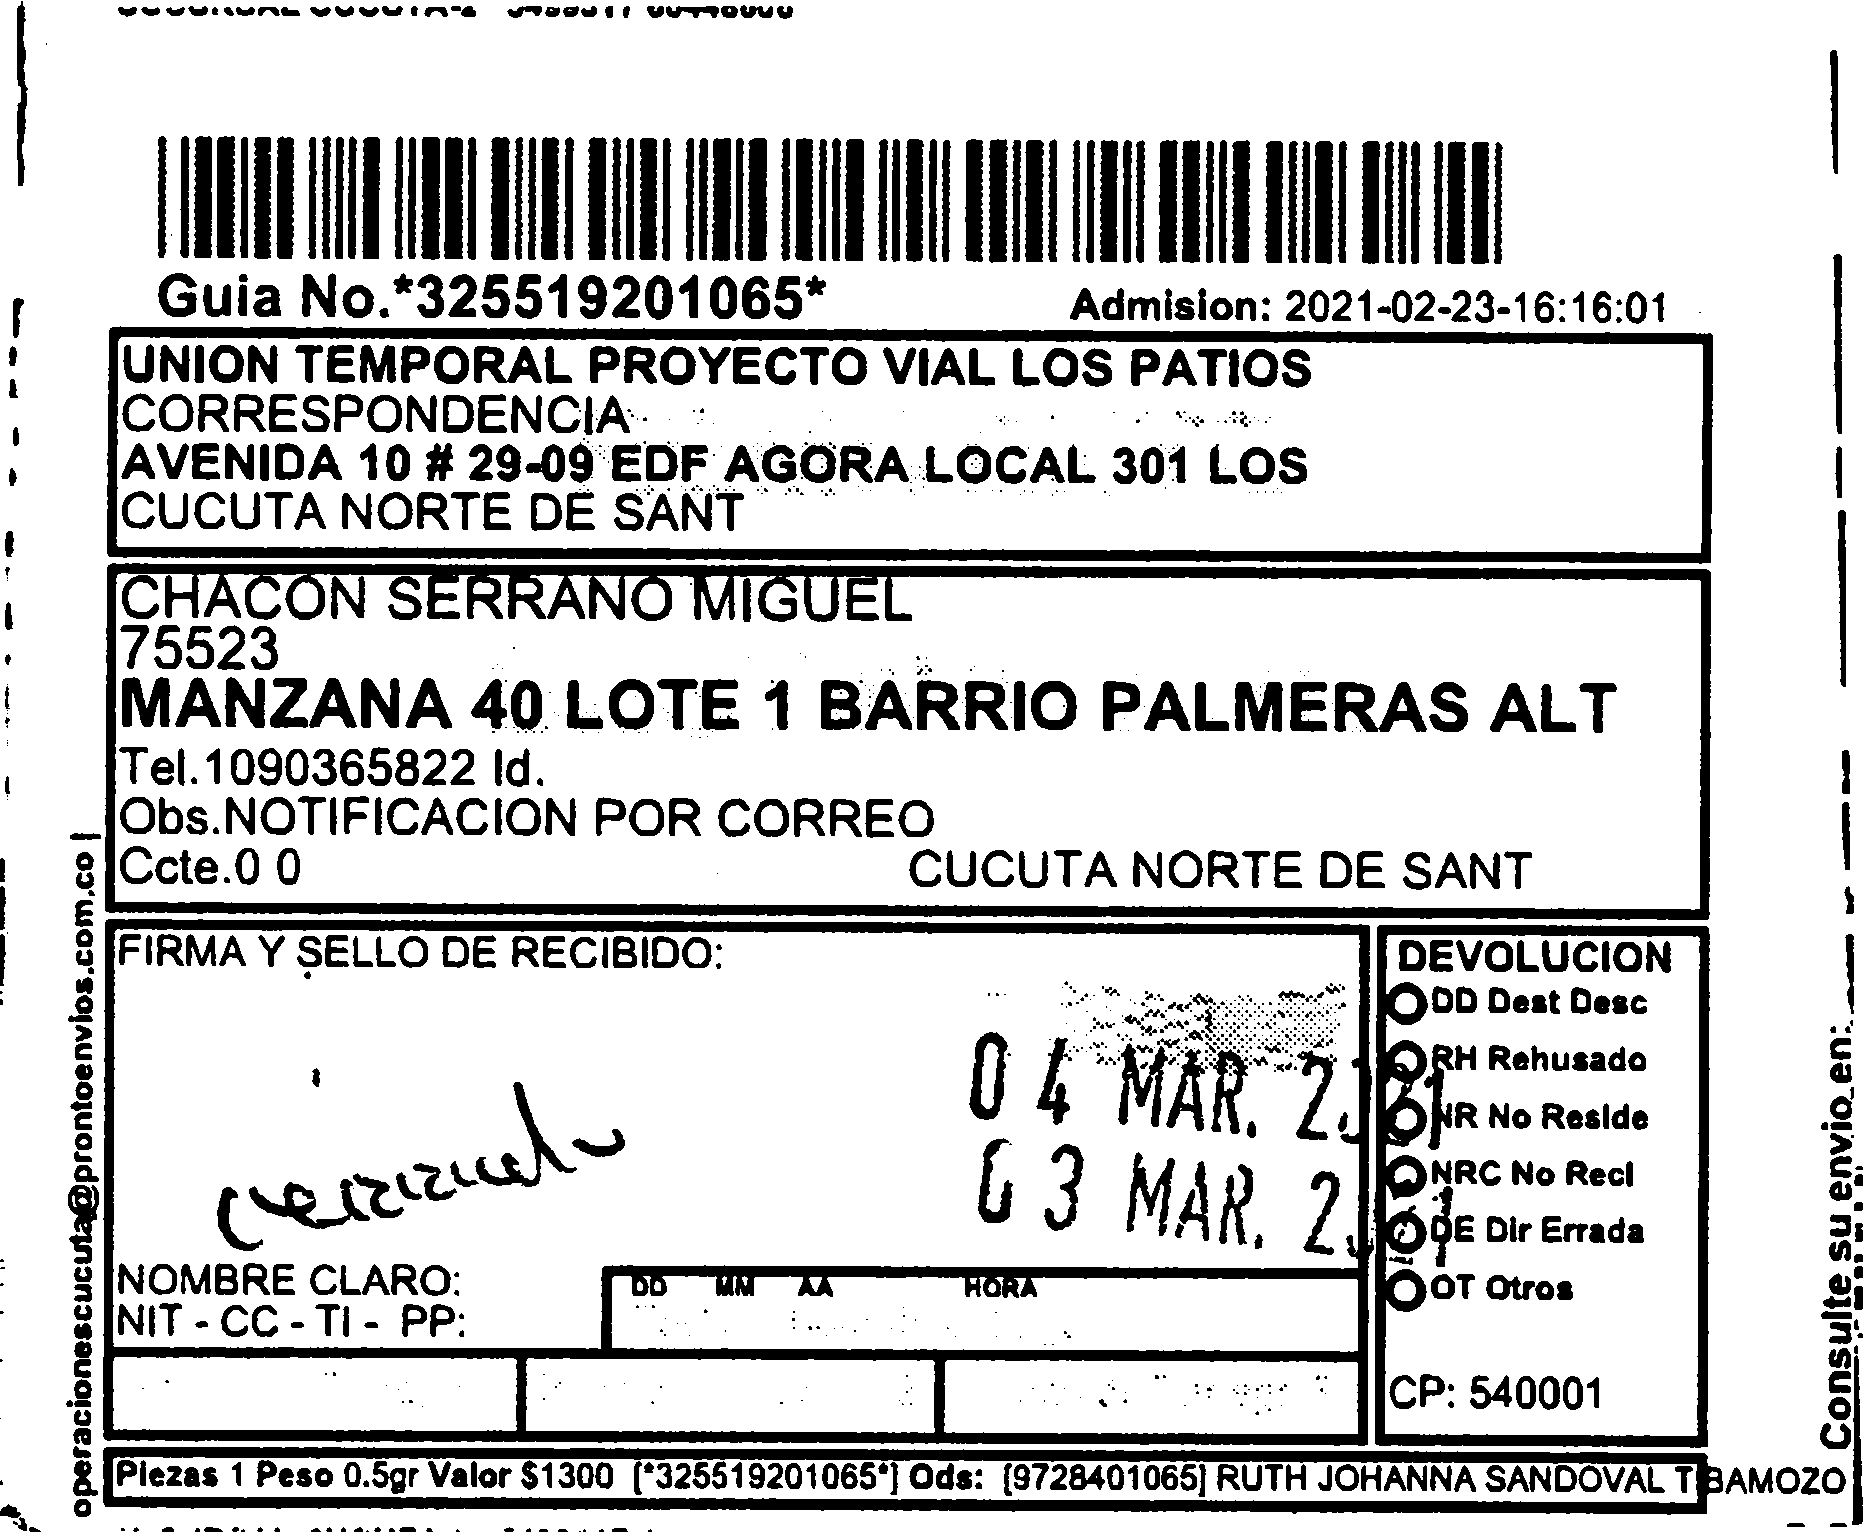 Guia No.*325519201065*
Admision: 2021-02-23-16:16:01
UNION TEMPORAL PROYECTO VIAL LOS PATIOS
CORRESPONDENCIA
AVENIDA 10 # 29-09 EDF AGORA LOCAL 301 LOS
CUCUTA NORTE DE SANT
CHACON SERRANO MIGUEL
75523
MANZANA 40 LOTE 1 BARRIO PALMERAS ALT
Tel.1090365822 Id.
Obs.NOTIFICACION POR CORREO
Ccte.0 0
CUCUTA NORTE DE SANT
FIRMA Y SELLO DE RECIBIDO:
04 MAR.
03 MAR.
NOMBRE CLARO:
NIT - CC - TI - PP:
DD MM AA HORA
DEVOLUCION
DD Dest Desc
RH Rehusado
NR No Reside
NRC No Recl
DE Dir Errada
OT Otros
CP: 540001
Piezas 1 Peso 0.5gr Valor $1300 [*325519201065*] Ods: [9728401065] RUTH JOHANNA SANDOVAL TIBAMOZO
operacionescucuta@prontoenvios.com.co |
Consulte su envio en: